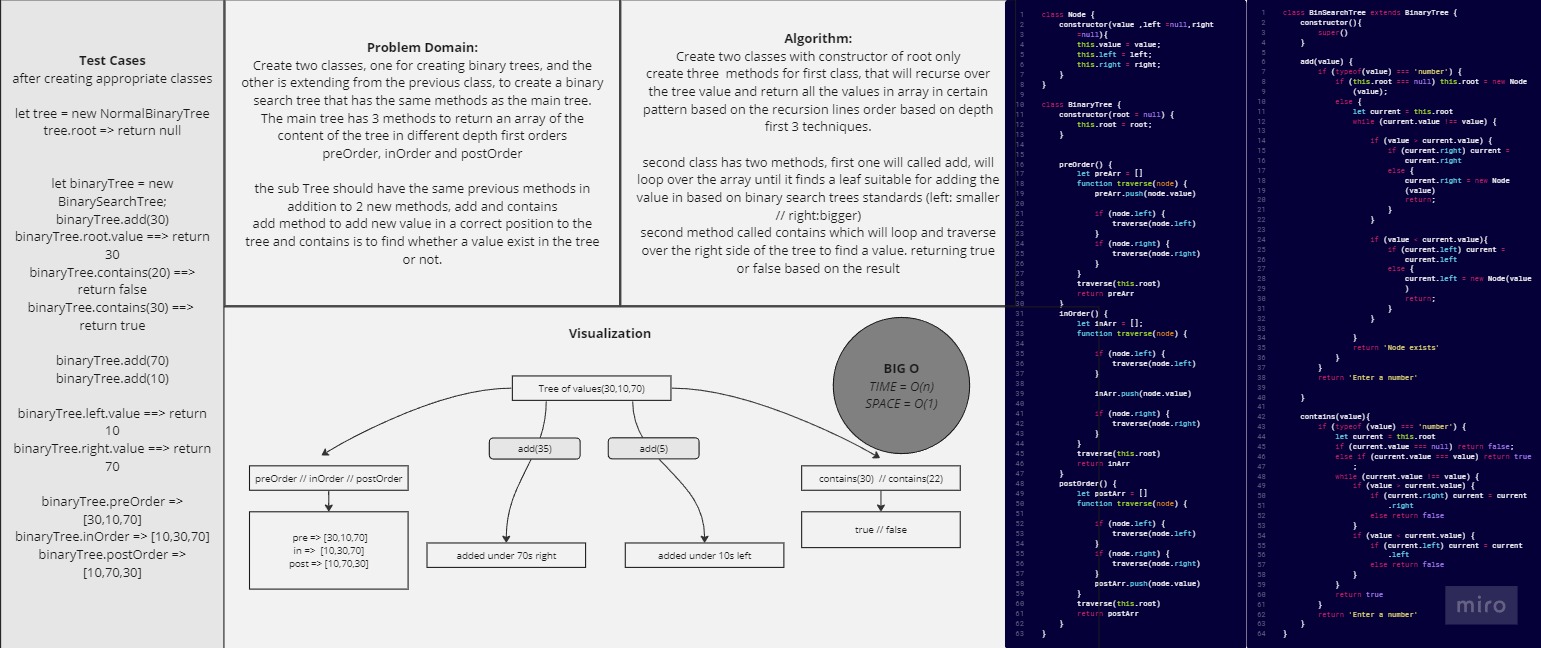 Test Cases
after creating appropriate classes
let tree = new NormalBinaryTree
tree.root => return null
let binaryTree = new
BinarySearchTree;
binaryTree.add(30)
binaryTree.root.value ==> return
30
binaryTree.contains(20) ==>
return false
binaryTree.contains(30) ==>
return true
binaryTree.add(70)
binaryTree.add(10)
binaryTree.left.value ==> return
10
binaryTree.right.value ==> return
70
binaryTree.preOrder =>
[30,10,70]
binaryTree.inOrder => [10,30,70]
binaryTree.postOrder =>
[10,70,30]
Problem Domain:
Create two classes, one for creating binary trees, and the
other is extending from the previous class, to create a binary
search tree that has the same methods as the main tree.
The main tree has 3 methods to return an array of the
content of the tree in different depth first orders
preOrder, inOrder and postOrder
the sub Tree should have the same previous methods in
addition to 2 new methods, add and contains
add method to add new value in a correct position to the
tree and contains is to find whether a value exist in the tree
or not.
Algorithm:
Create two classes with constructor of root only
create three methods for first class, that will recurse over
the tree value and return all the values in array in certain
pattern based on the recursion lines order based on depth
first 3 techniques.
second class has two methods, first one will called add, will
loop over the array until it finds a leaf suitable for adding the
value in based on binary search trees standards (left: smaller
// right:bigger)
second method called contains which will loop and traverse
over the right side of the tree to find a value. returning true
or false based on the result
Visualization
BIG O
TIME = O(n)
SPACE = O(1)
Tree of values(30,10,70)
add(35)
add(5)
preOrder // inOrder // postOrder
contains(30) // contains(22)
pre => [30,10,70]
in => [10,30,70]
post => [10,70,30]
added under 70s right
added under 10s left
true // false
1 class Node {
2 constructor(value ,left =null,right
3 =null){
4 this.value = value;
5 this.left = left;
6 this.right = right;
7 }
8 }
9
10 class BinaryTree {
11 constructor(root = null) {
12 this.root = root;
13 }
14
15
16 preOrder() {
17 let preArr = []
18 function traverse(node) {
19 preArr.push(node.value)
20
21 if (node.left) {
22 traverse(node.left)
23 }
24 if (node.right) {
25 traverse(node.right)
26 }
27 }
28 traverse(this.root)
29 return preArr
30 }
31 inOrder() {
32 let inArr = [];
33 function traverse(node) {
34
35 if (node.left) {
36 traverse(node.left)
37 }
38
39 inArr.push(node.value)
40
41 if (node.right) {
42 traverse(node.right)
43 }
44 }
45 traverse(this.root)
46 return inArr
47 }
48 postOrder() {
49 let postArr = []
50 function traverse(node) {
51
52 if (node.left) {
53 traverse(node.left)
54 }
55 if (node.right) {
56 traverse(node.right)
57 }
58 postArr.push(node.value)
59 }
60 traverse(this.root)
61 return postArr
62 }
63 }
1 class BinSearchTree extends BinaryTree {
2 constructor(){
3 super()
4 }
5
6 add(value) {
7 if (typeof(value) === 'number') {
8 if (this.root === null) this.root = new Node
9 (value);
10 else {
11 let current = this.root
12 while (current.value !== value) {
13
14 if (value > current.value) {
15 if (current.right) current =
16 current.right
17 else {
18 current.right = new Node
19 (value)
20 return;
21 }
22 }
23
24 if (value < current.value){
25 if (current.left) current =
26 current.left
27 else {
28 current.left = new Node(value
29 )
30 return;
31 }
32 }
33
34 }
35 return 'Node exists'
36 }
37 }
38 return 'Enter a number'
39
40 }
41
42 contains(value){
43 if (typeof (value) === 'number') {
44 let current = this.root
45 if (current.value === null) return false;
46 else if (current.value === value) return true
47 ;
48 while (current.value !== value) {
49 if (value > current.value) {
50 if (current.right) current = current
51 .right
52 else return false
53 }
54 if (value < current.value) {
55 if (current.left) current = current
56 .left
57 else return false
58 }
59 }
60 return true
61 }
62 return 'Enter a number'
63 }
64 }
miro